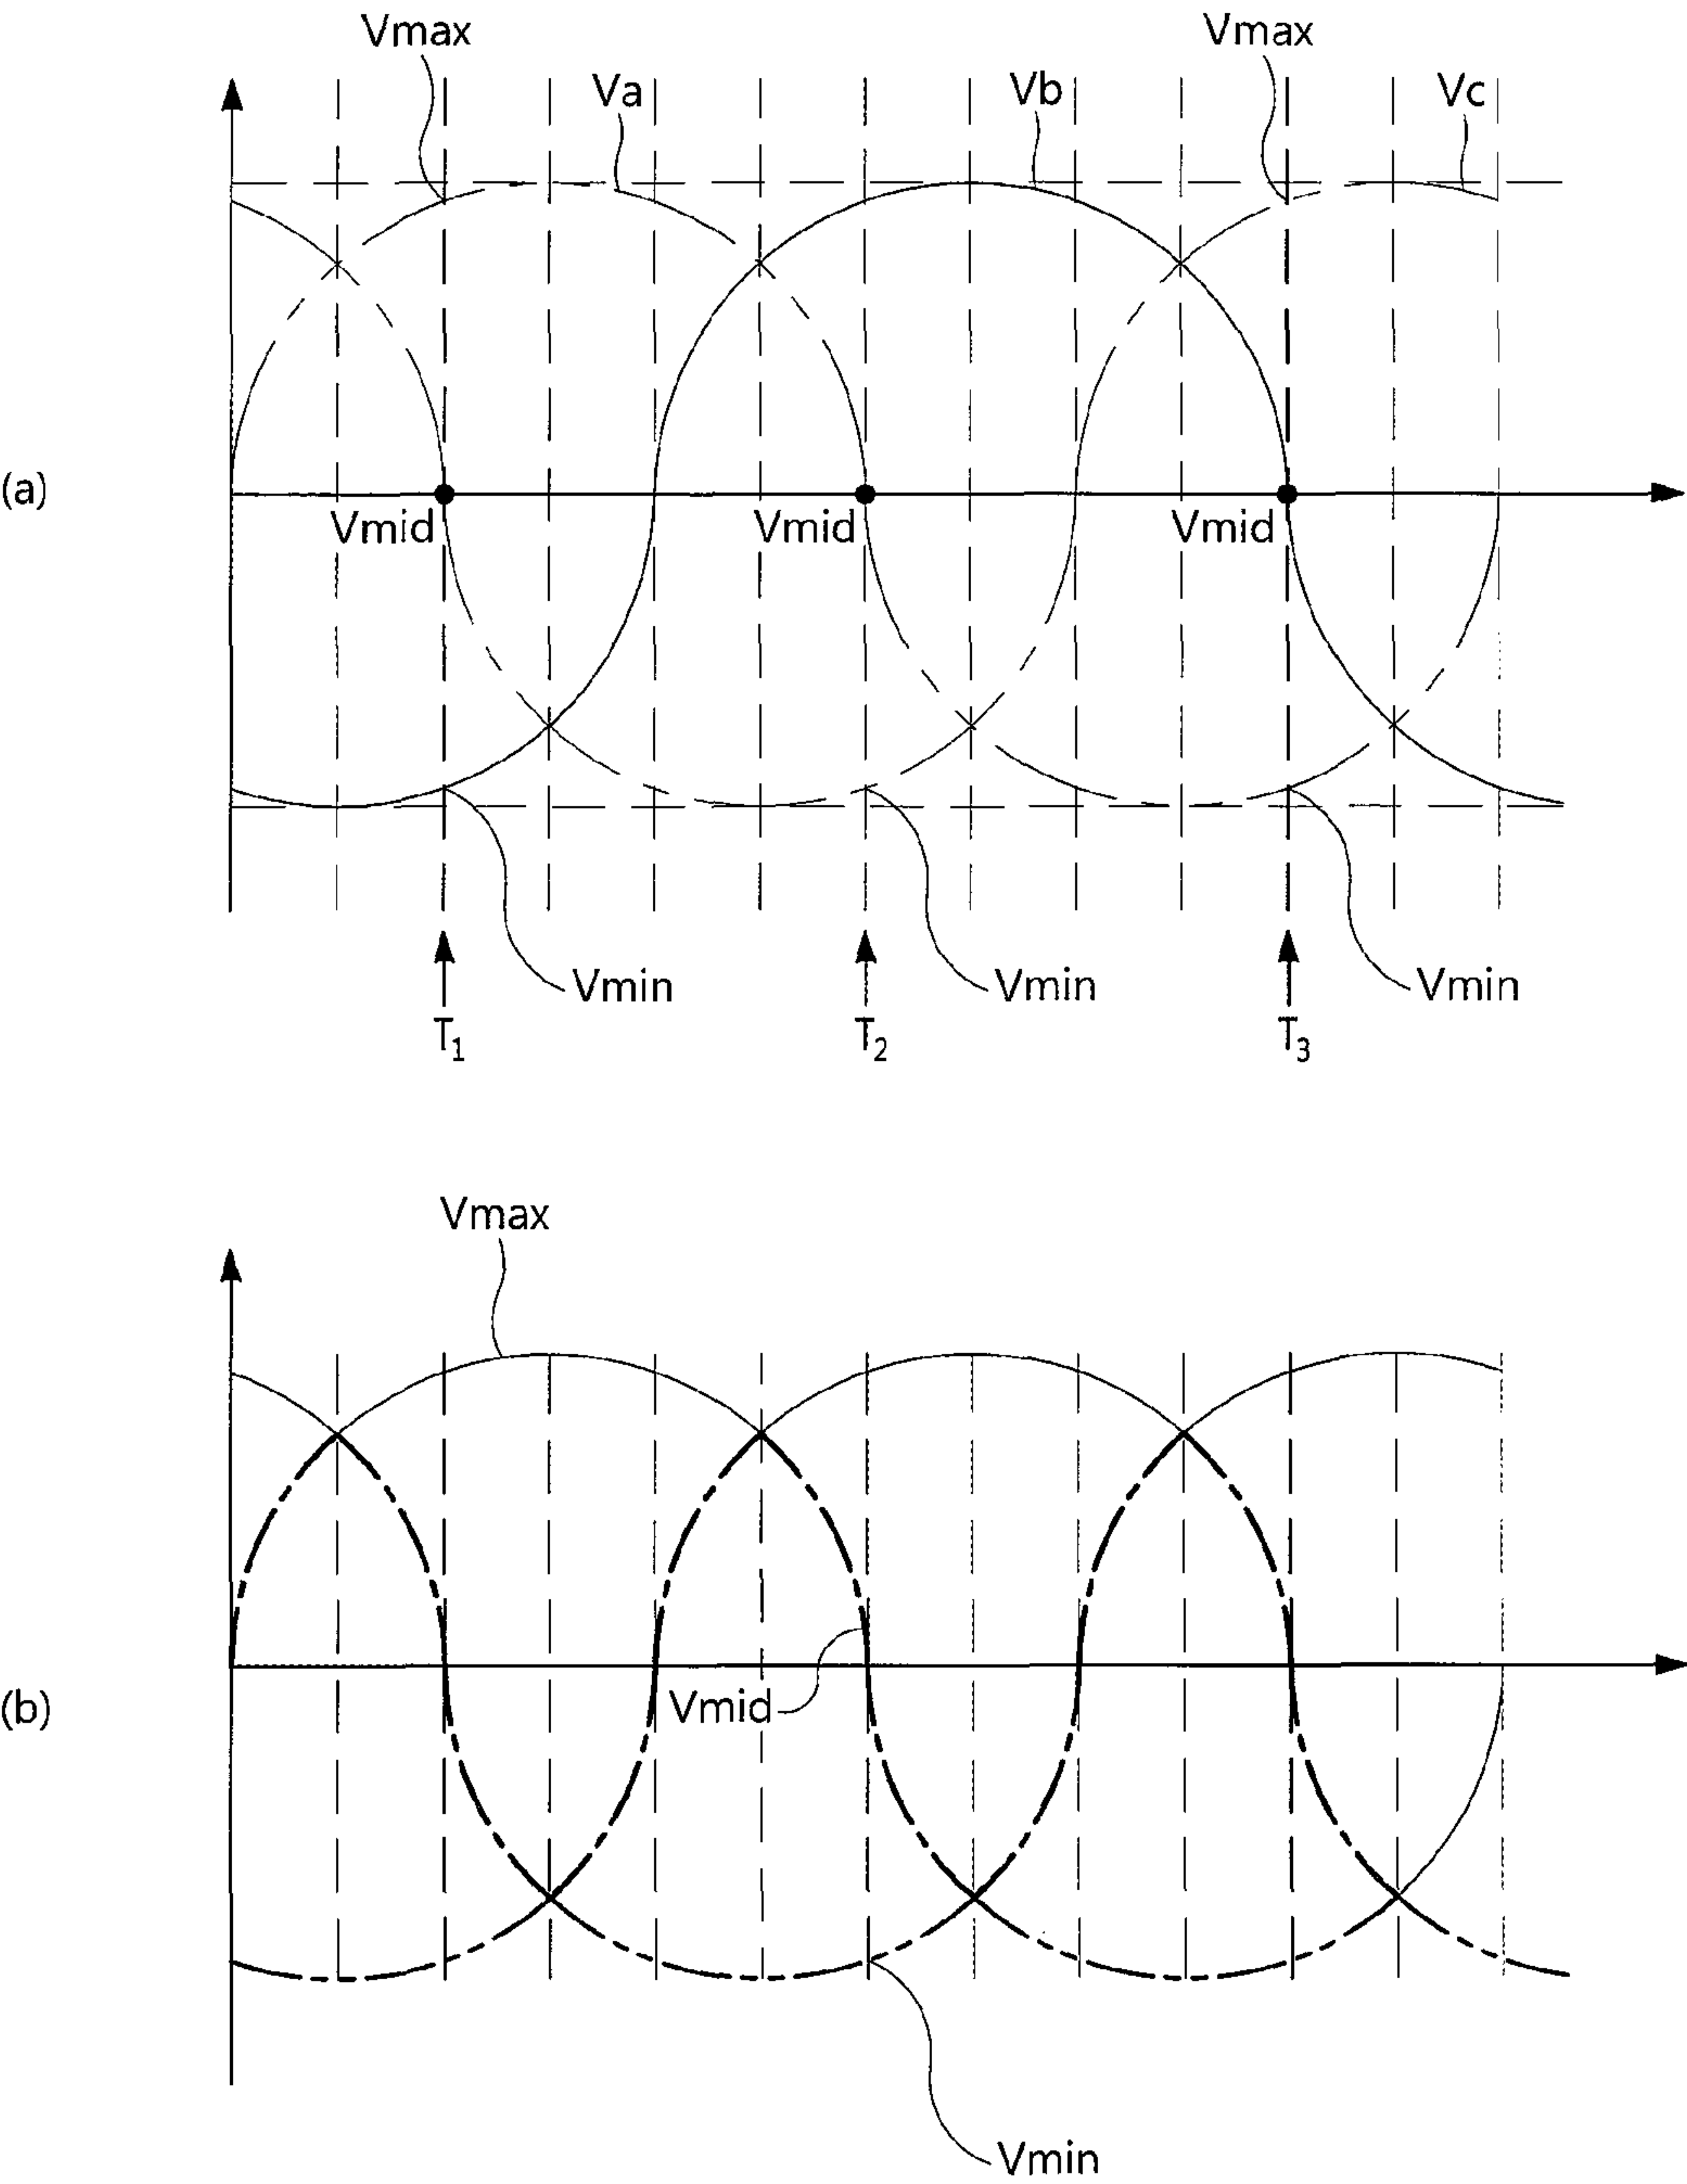 Vmax Vmax
Va Vb Vc
(a)
Vmid Vmid Vmid
Vmin Vmin Vmin
T1 T2 T3
Vmax
Vmid
(b)
Vmin